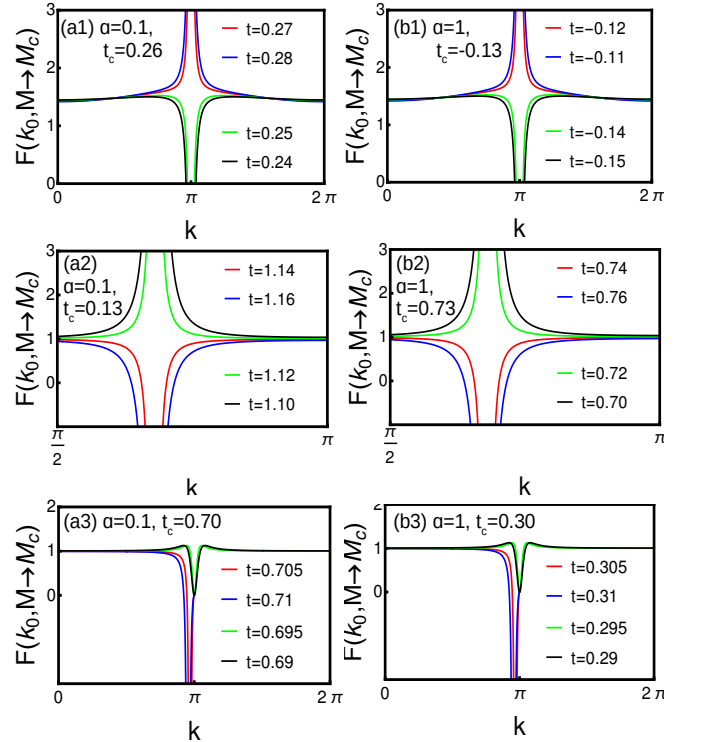 (a1) α=0.1,
t_c=0.26
t=0.27
t=0.28
t=0.25
t=0.24
3
2
1
0
0
π
2 π
k
F(k₀,M→M_c)
(b1) α=1,
t_c=-0.13
t=−0.12
t=−0.11
t=−0.14
t=−0.15
3
2
1
0
0
π
2 π
k
F(k₀,M→M_c)
(a2)
α=0.1,
t_c=0.13
t=1.14
t=1.16
t=1.12
t=1.10
3
2
1
0
π/2
π
k
F(k₀,M→M_c)
(b2)
α=1,
t_c=0.73
t=0.74
t=0.76
t=0.72
t=0.70
3
2
1
0
π/2
π
k
F(k₀,M→M_c)
(a3) α=0.1, t_c=0.70
t=0.705
t=0.71
t=0.695
t=0.69
2
1
0
0
π
2 π
k
F(k₀,M→M_c)
(b3) α=1, t_c=0.30
t=0.305
t=0.31
t=0.295
t=0.29
2
1
0
0
π
2 π
k
F(k₀,M→M_c)